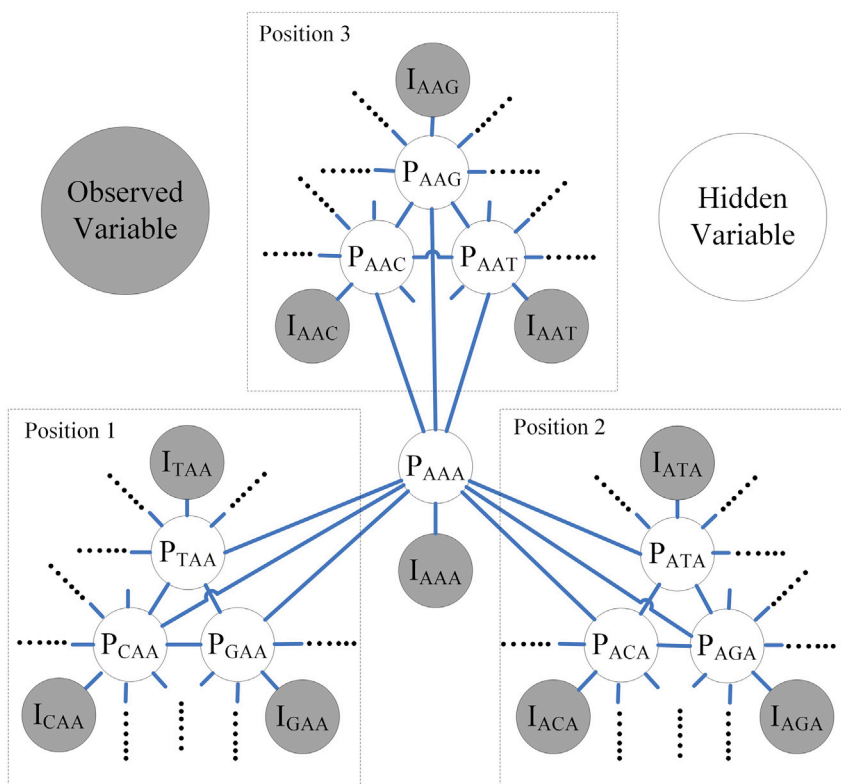 Position 3
I_AAG
P_AAG
Observed
Variable
Hidden
Variable
P_AAC
P_AAT
I_AAC
I_AAT
Position 1
Position 2
P_AAA
I_TAA
I_ATA
P_TAA
P_ATA
I_AAA
P_CAA
P_GAA
P_ACA
P_AGA
I_CAA
I_GAA
I_ACA
I_AGA